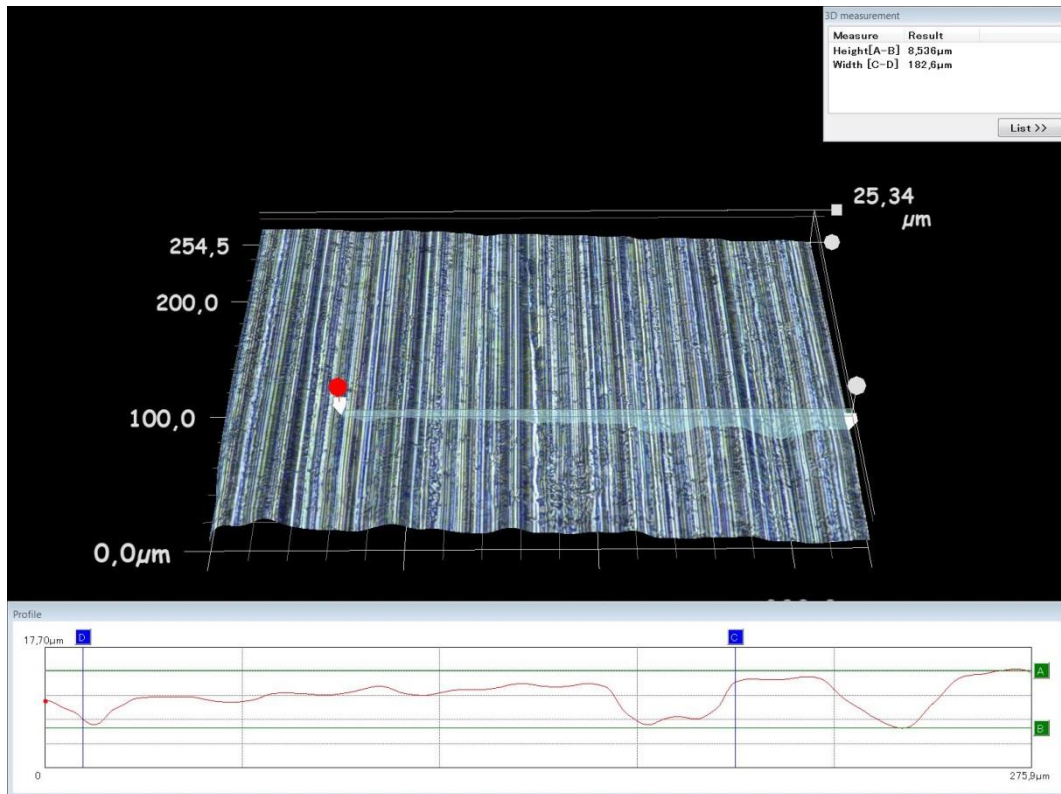 3D measurement
Measure Result
Height[A-B] 8,536µm
Width [C-D] 182,6µm
List >>
25,34
µm
254,5
200,0
100,0
0,0µm
Profile
17,70µm
D
C
A
B
0
275,9µm